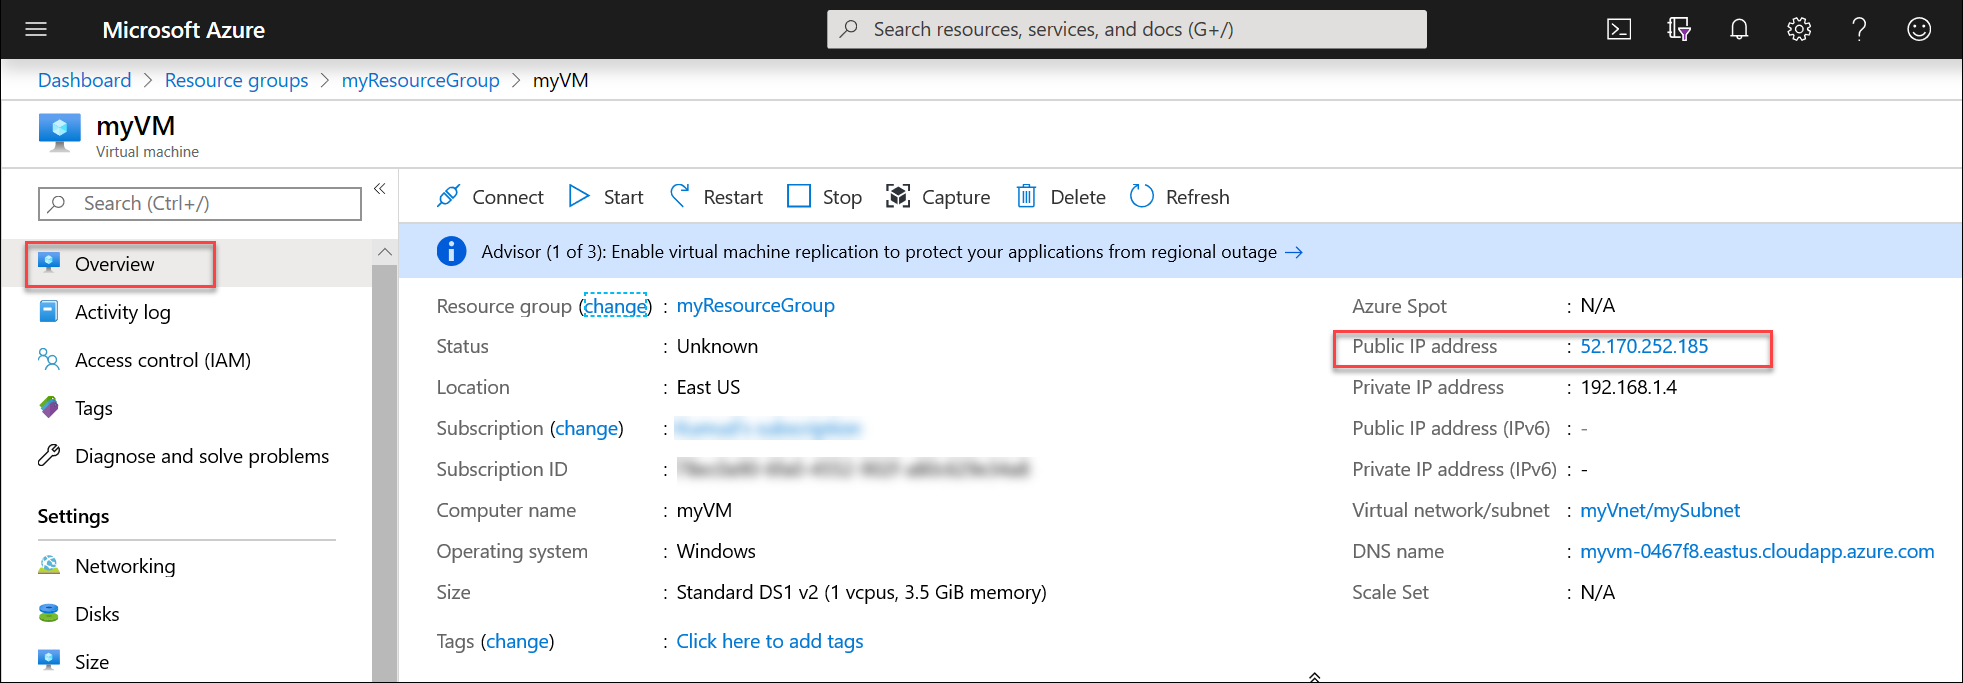 Microsoft Azure
Search resources, services, and docs (G+/)
Dashboard > Resource groups > myResourceGroup > myVM
myVM
Virtual machine
Search (Ctrl+/)
Overview
Activity log
Access control (IAM)
Tags
Diagnose and solve problems
Settings
Networking
Disks
Size
Connect Start Restart Stop Capture Delete Refresh
Advisor (1 of 3): Enable virtual machine replication to protect your applications from regional outage →
Resource group (change) : myResourceGroup
Status : Unknown
Location : East US
Subscription (change) :
Subscription ID :
Computer name : myVM
Operating system : Windows
Size : Standard DS1 v2 (1 vcpus, 3.5 GiB memory)
Tags (change) : Click here to add tags
Azure Spot : N/A
Public IP address : 52.170.252.185
Private IP address : 192.168.1.4
Public IP address (IPv6) : -
Private IP address (IPv6) : -
Virtual network/subnet : myVnet/mySubnet
DNS name : myvm-0467f8.eastus.cloudapp.azure.com
Scale Set : N/A